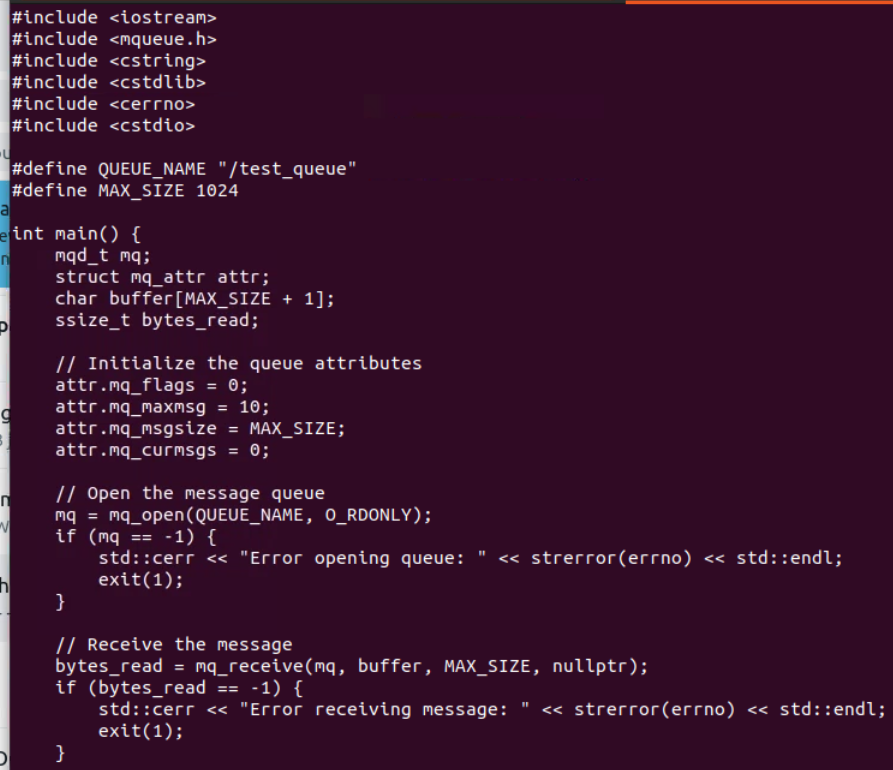 #include <iostream>
#include <mqueue.h>
#include <cstring>
#include <cstdlib>
#include <cerrno>
#include <cstdio>

#define QUEUE_NAME "/test_queue"
#define MAX_SIZE 1024

int main() {
    mqd_t mq;
    struct mq_attr attr;
    char buffer[MAX_SIZE + 1];
    ssize_t bytes_read;

    // Initialize the queue attributes
    attr.mq_flags = 0;
    attr.mq_maxmsg = 10;
    attr.mq_msgsize = MAX_SIZE;
    attr.mq_curmsgs = 0;

    // Open the message queue
    mq = mq_open(QUEUE_NAME, O_RDONLY);
    if (mq == -1) {
        std::cerr << "Error opening queue: " << strerror(errno) << std::endl;
        exit(1);
    }

    // Receive the message
    bytes_read = mq_receive(mq, buffer, MAX_SIZE, nullptr);
    if (bytes_read == -1) {
        std::cerr << "Error receiving message: " << strerror(errno) << std::endl;
        exit(1);
    }